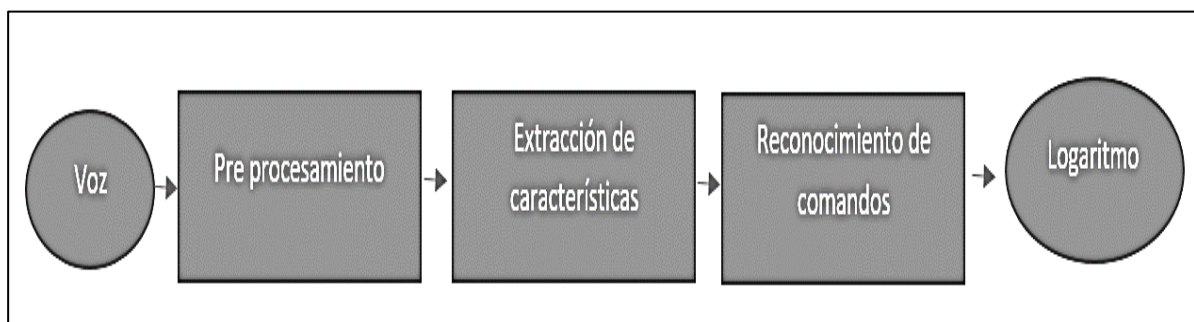 Voz
Pre procesamiento
Extracción de
características
Reconocimiento de
comandos
Logaritmo